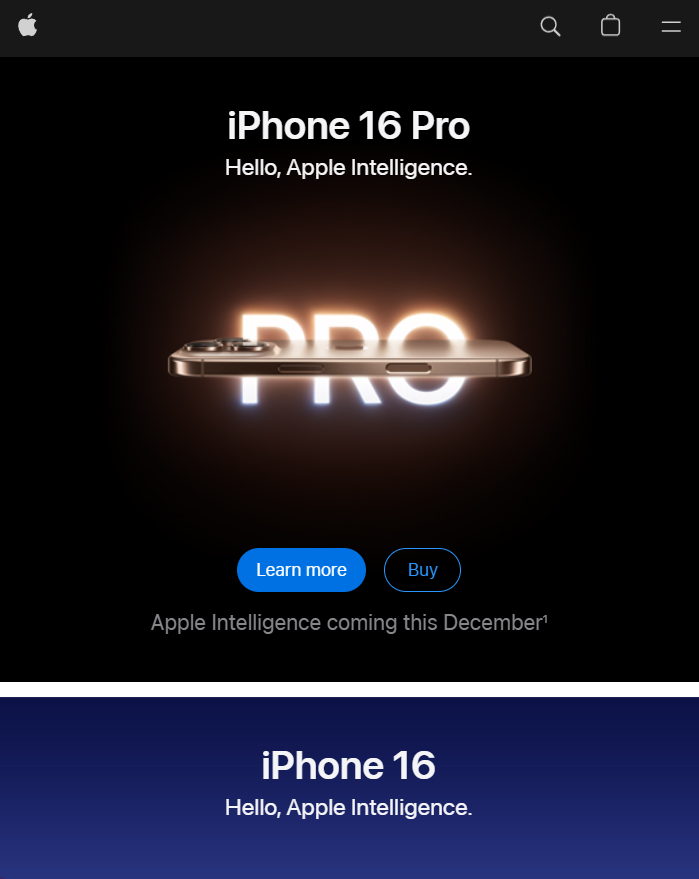 iPhone 16 Pro
Hello, Apple Intelligence.
PRO
Learn more
Buy
Apple Intelligence coming this December¹
iPhone 16
Hello, Apple Intelligence.